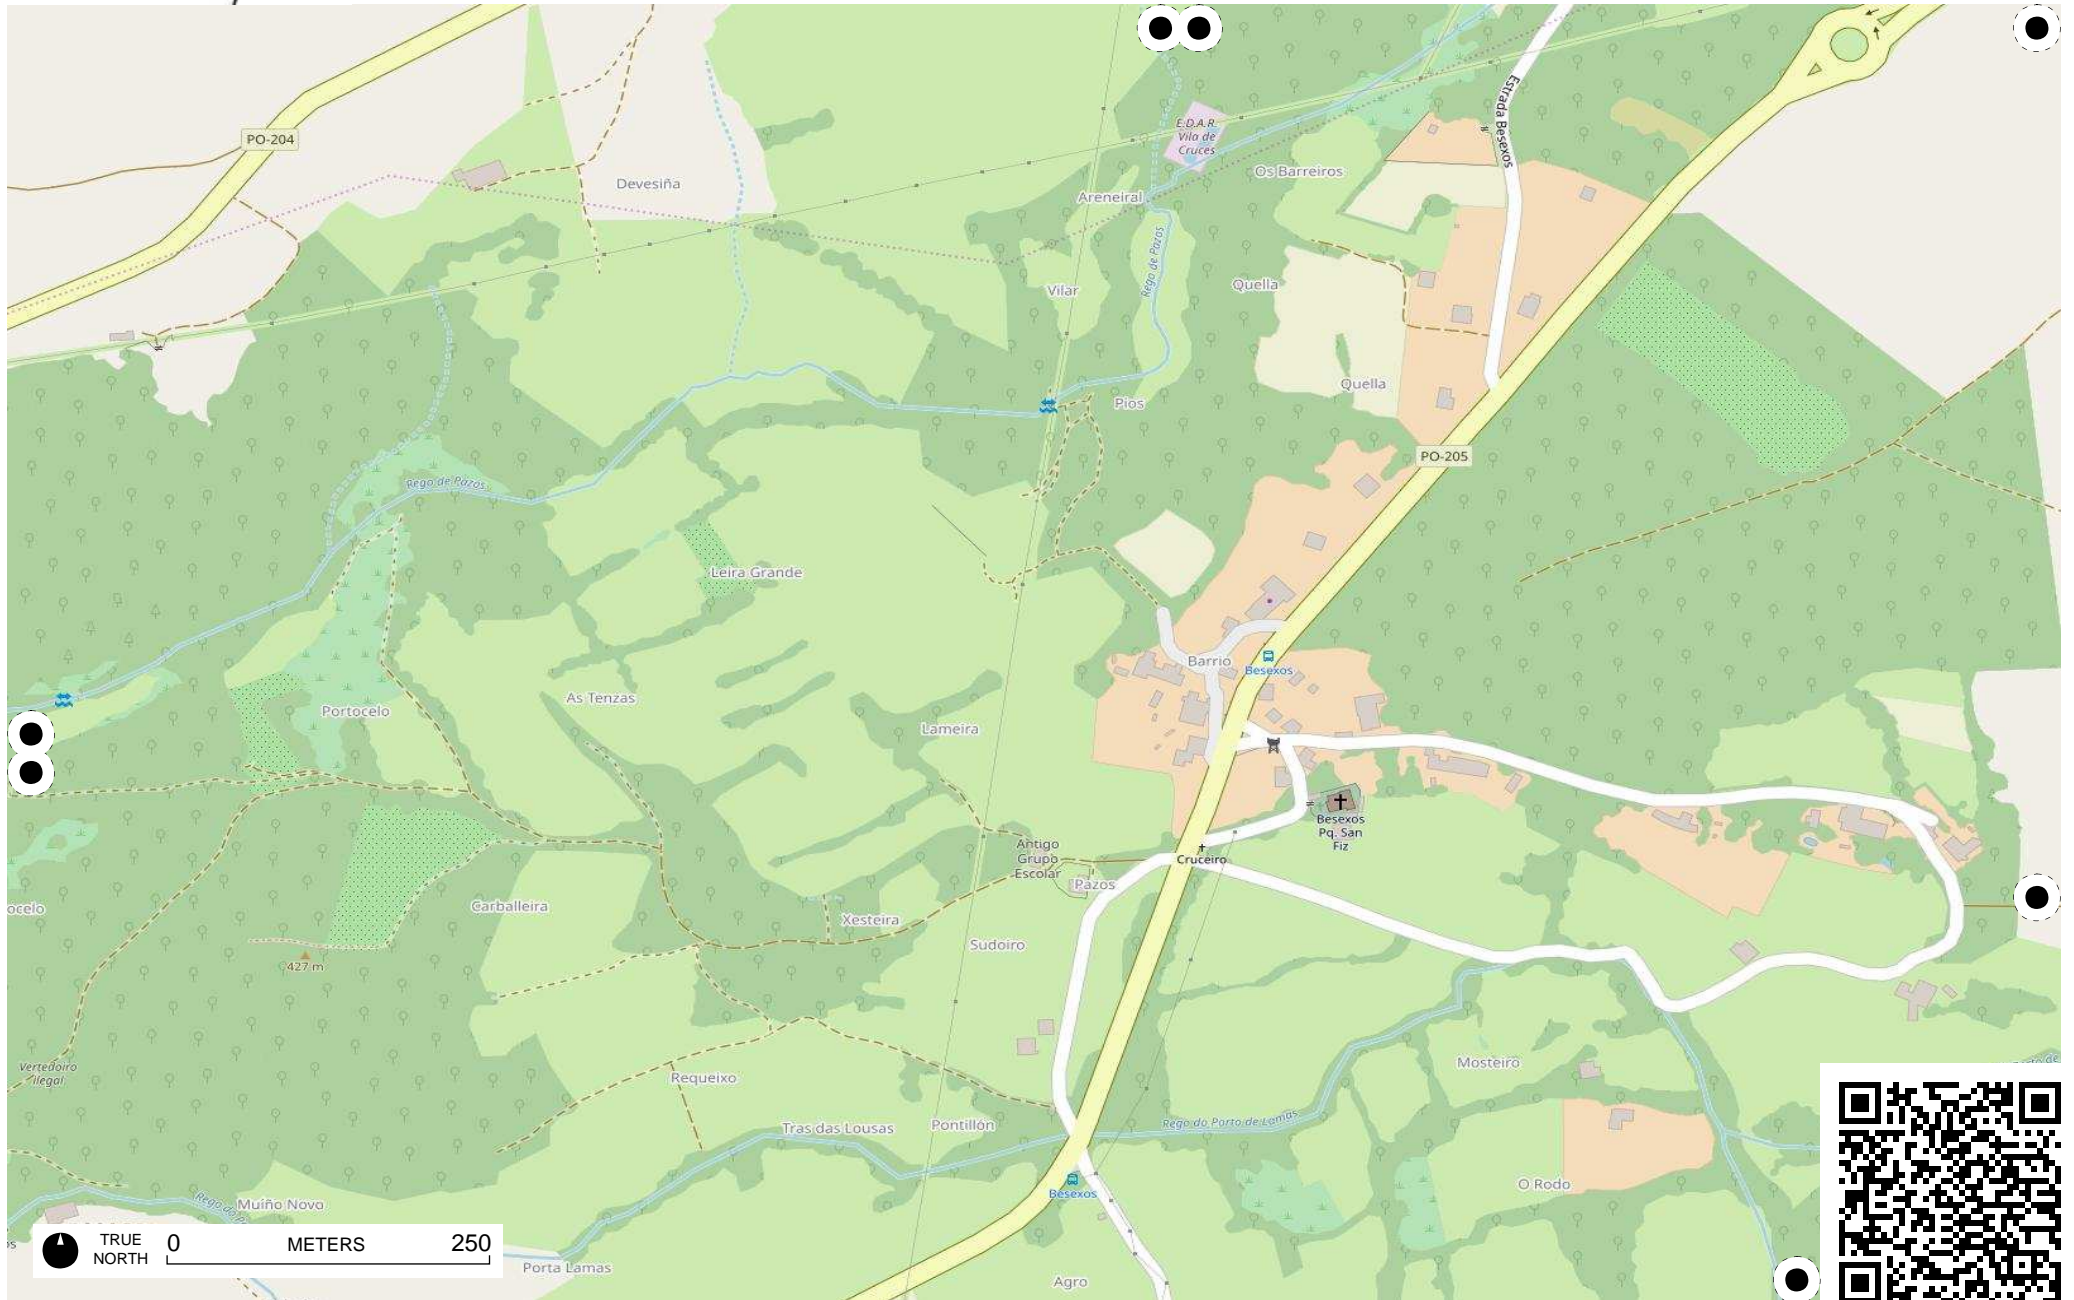 PO-204
Estrada Besexos
E.D.A.R.
Vila de
Cruces
Devesiña
Os Barreiros
Areneiral
Rego de Pazos
Vilar
Quella
Quella
Pios
PO-205
Rego de Pazos
Leira Grande
Barrio
Besexos
As Tenzas
Portocelo
Lameira
Besexos
Pq. San
Fiz
Antigo
Grupo
Escolar
Cruceiro
Pazos
Carballeira
ocelo
Xesteira
Sudoiro
427 m
Vertedoiro
Ilegal
Mosteiro
Requeixo
Rego do Porto de Lamas
Tras das Lousas
Pontillón
O Rodo
Besexos
Muíño Novo
TRUE
NORTH
0 METERS 250
Porta Lamas
Agro